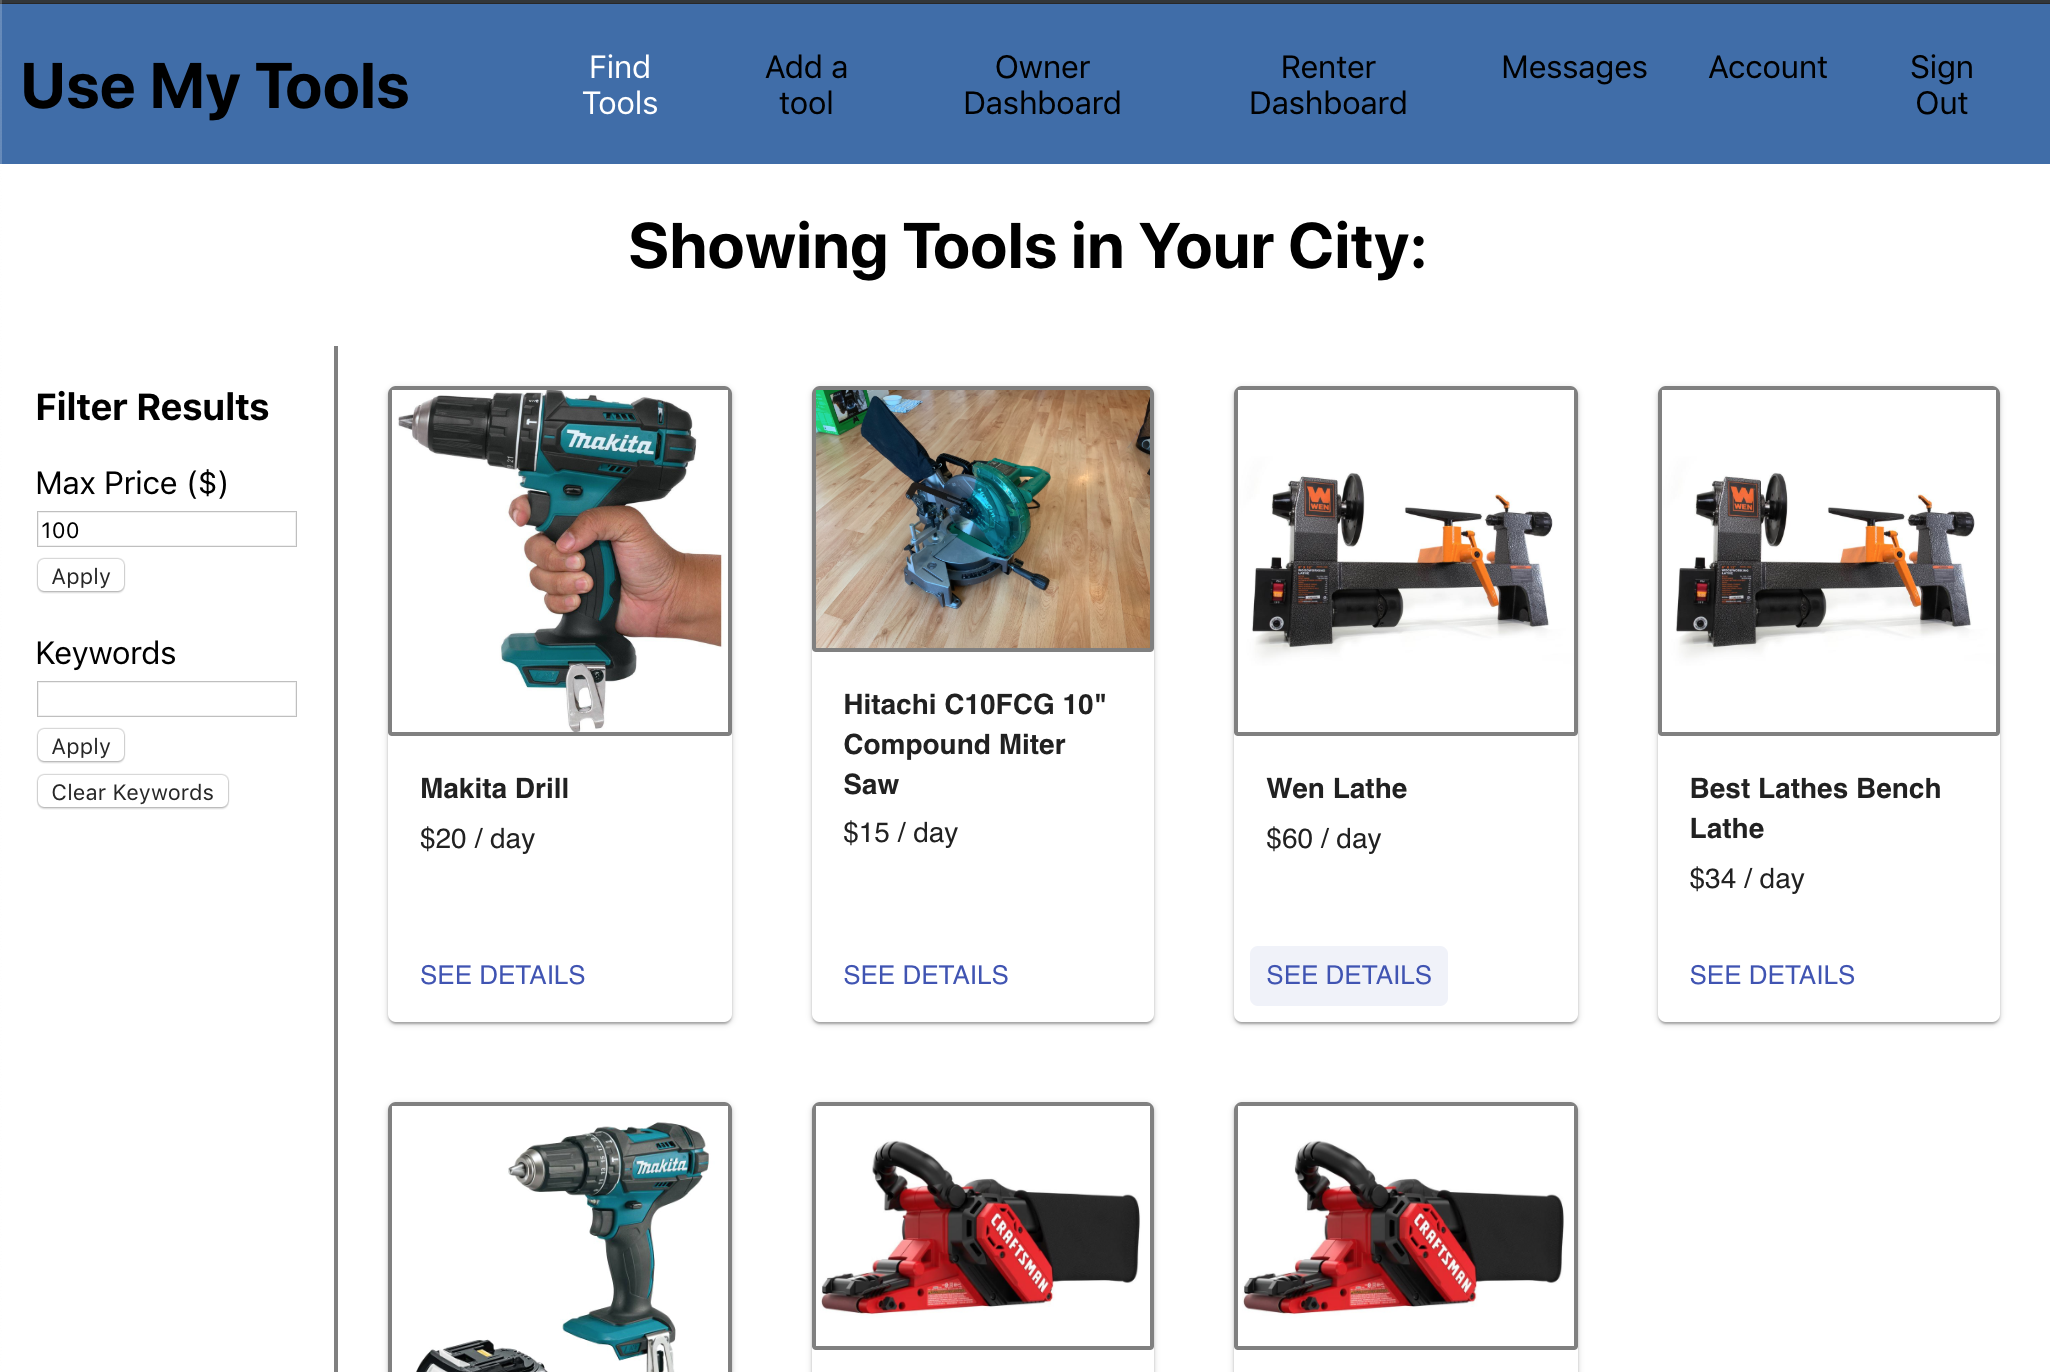 Use My Tools
Find
Tools
Add a
tool
Owner
Dashboard
Renter
Dashboard
Messages
Account
Sign
Out
Showing Tools in Your City:
Filter Results
Max Price ($)
100
Apply
Keywords
Apply
Clear Keywords
makita
Makita Drill
$20 / day
SEE DETAILS
Hitachi C10FCG 10"
Compound Miter
Saw
$15 / day
SEE DETAILS
W
WEN
Wen Lathe
$60 / day
SEE DETAILS
W
WEN
Best Lathes Bench
Lathe
$34 / day
SEE DETAILS
makita
CRAFTSMAN
CRAFTSMAN